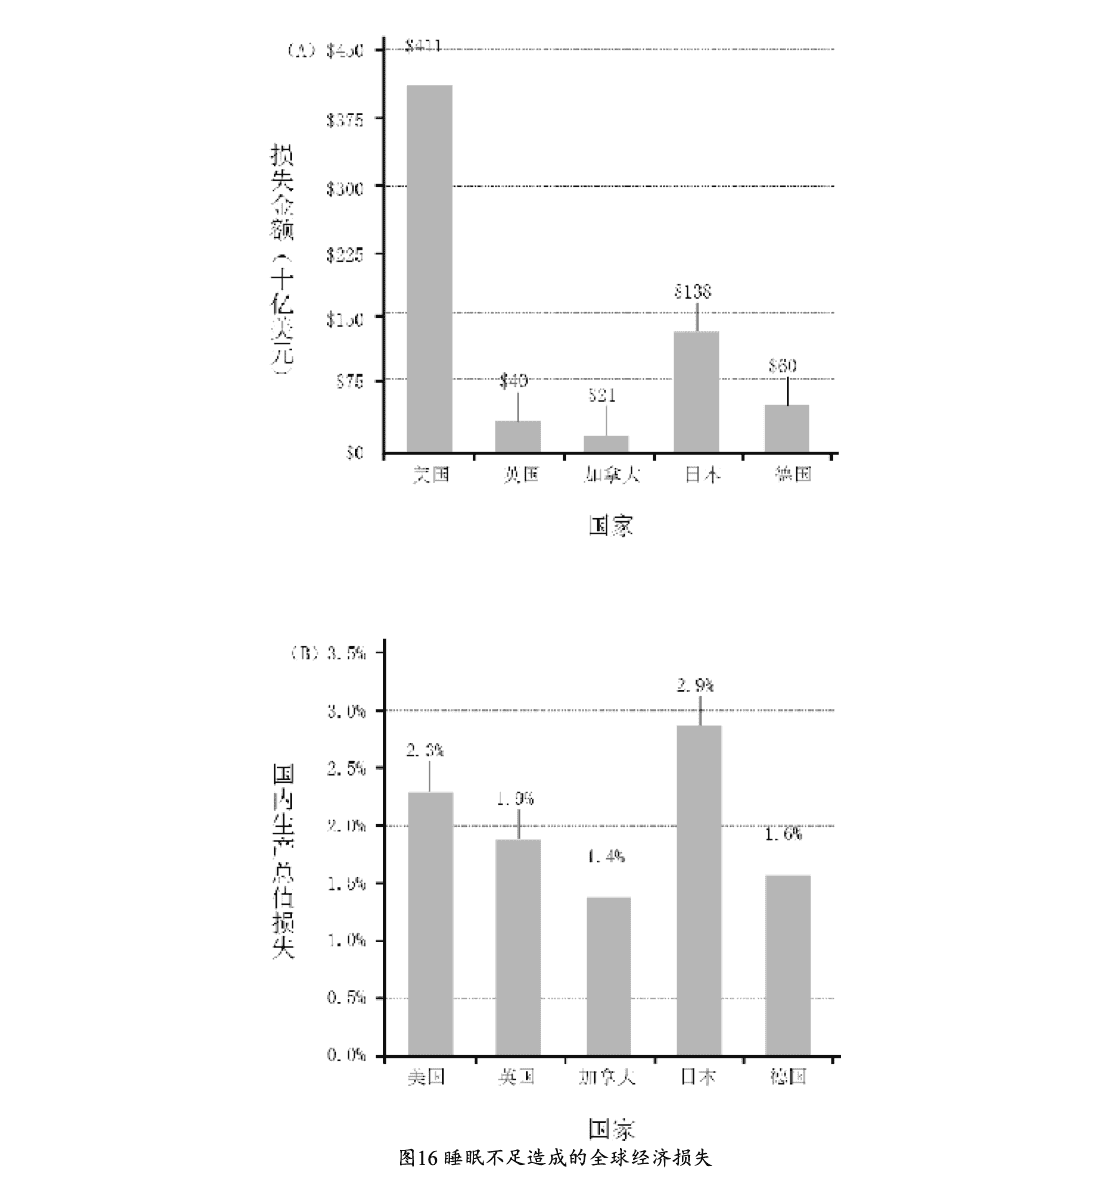 (A) $450
$411
$375
$300
$225
$150
$75
$0
损失金额（十亿美元）
$40
$21
$138
$60
美国 英国 加拿大 日本 德国
国家
(B) 3.5%
3.0%
2.5%
2.0%
1.5%
1.0%
0.5%
0.0%
国内生产总值损失
2.3%
1.9%
1.4%
2.9%
1.6%
美国 英国 加拿大 日本 德国
国家
图16 睡眠不足造成的全球经济损失